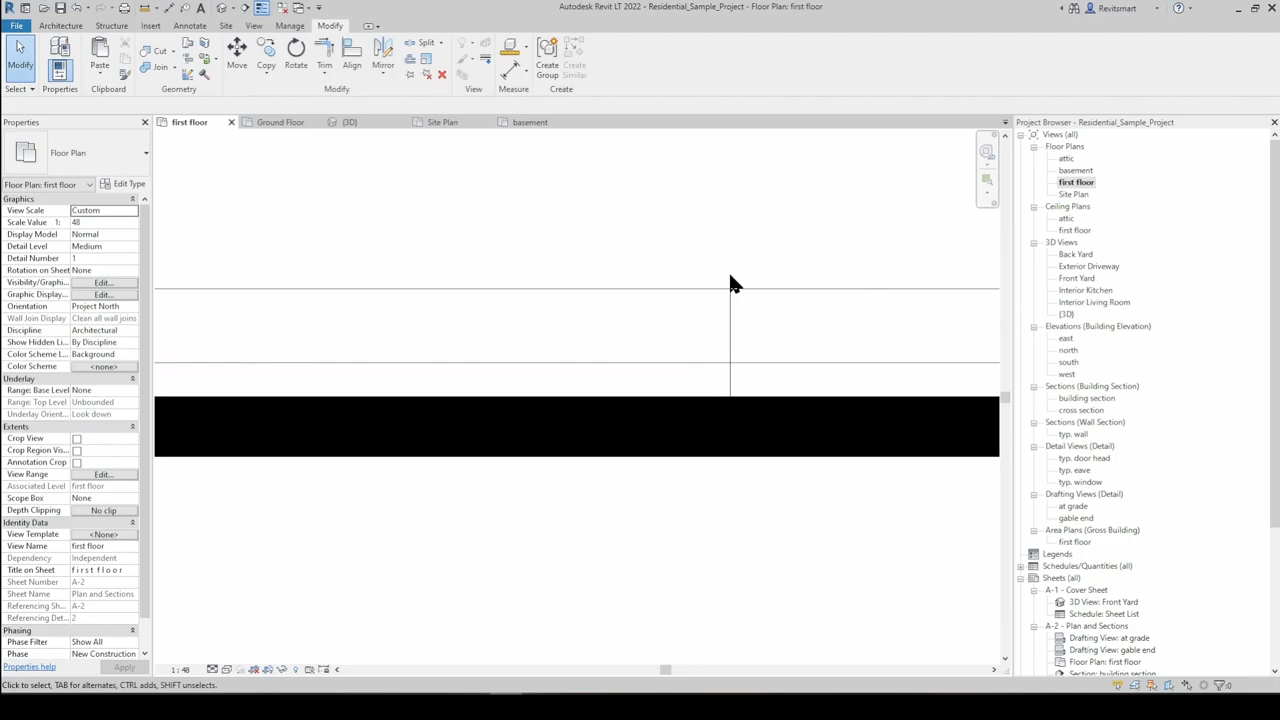 Autodesk Revit LT 2022 - Residential_Sample_Project - Floor Plan: first floor
Revitsmart
File Architecture Structure Insert Annotate Site View Manage Modify
Modify
Paste
Cut
Join
Move
Copy
Rotate
Trim
Align
Mirror
Split
Create Group
Create Similar
Select Properties Clipboard Geometry Modify View Measure Create
Properties
first floor Ground Floor {3D} Site Plan basement
Project Browser - Residential_Sample_Project
Floor Plan
Floor Plan: first floor Edit Type
Graphics
View Scale Custom
Scale Value 1: 48
Display Model Normal
Detail Level Medium
Detail Number 1
Rotation on Sheet None
Visibility/Graphi... Edit...
Graphic Display... Edit...
Orientation Project North
Wall Join Display Clean all wall joins
Discipline Architectural
Show Hidden Li... By Discipline
Color Scheme L... Background
Color Scheme <none>
Underlay
Range: Base Level None
Range: Top Level Unbounded
Underlay Orient... Look down
Extents
Crop View
Crop Region Vis...
Annotation Crop
View Range Edit...
Associated Level first floor
Scope Box None
Depth Clipping No clip
Identity Data
View Template <None>
View Name first floor
Dependency Independent
Title on Sheet f i r s t f l o o r
Sheet Number A-2
Sheet Name Plan and Sections
Referencing Sh... A-2
Referencing Det... 2
Phasing
Phase Filter Show All
Phase New Construction
Properties help Apply
1 : 48
Click to select, TAB for alternates, CTRL adds, SHIFT unselects.
:0
Views (all)
Floor Plans
attic
basement
first floor
Site Plan
Ceiling Plans
attic
first floor
3D Views
Back Yard
Exterior Driveway
Front Yard
Interior Kitchen
Interior Living Room
{3D}
Elevations (Building Elevation)
east
north
south
west
Sections (Building Section)
building section
cross section
Sections (Wall Section)
typ. wall
Detail Views (Detail)
typ. door head
typ. eave
typ. window
Drafting Views (Detail)
at grade
gable end
Area Plans (Gross Building)
first floor
Legends
Schedules/Quantities (all)
Sheets (all)
A-1 - Cover Sheet
3D View: Front Yard
Schedule: Sheet List
A-2 - Plan and Sections
Drafting View: at grade
Drafting View: gable end
Floor Plan: first floor
Section: building section